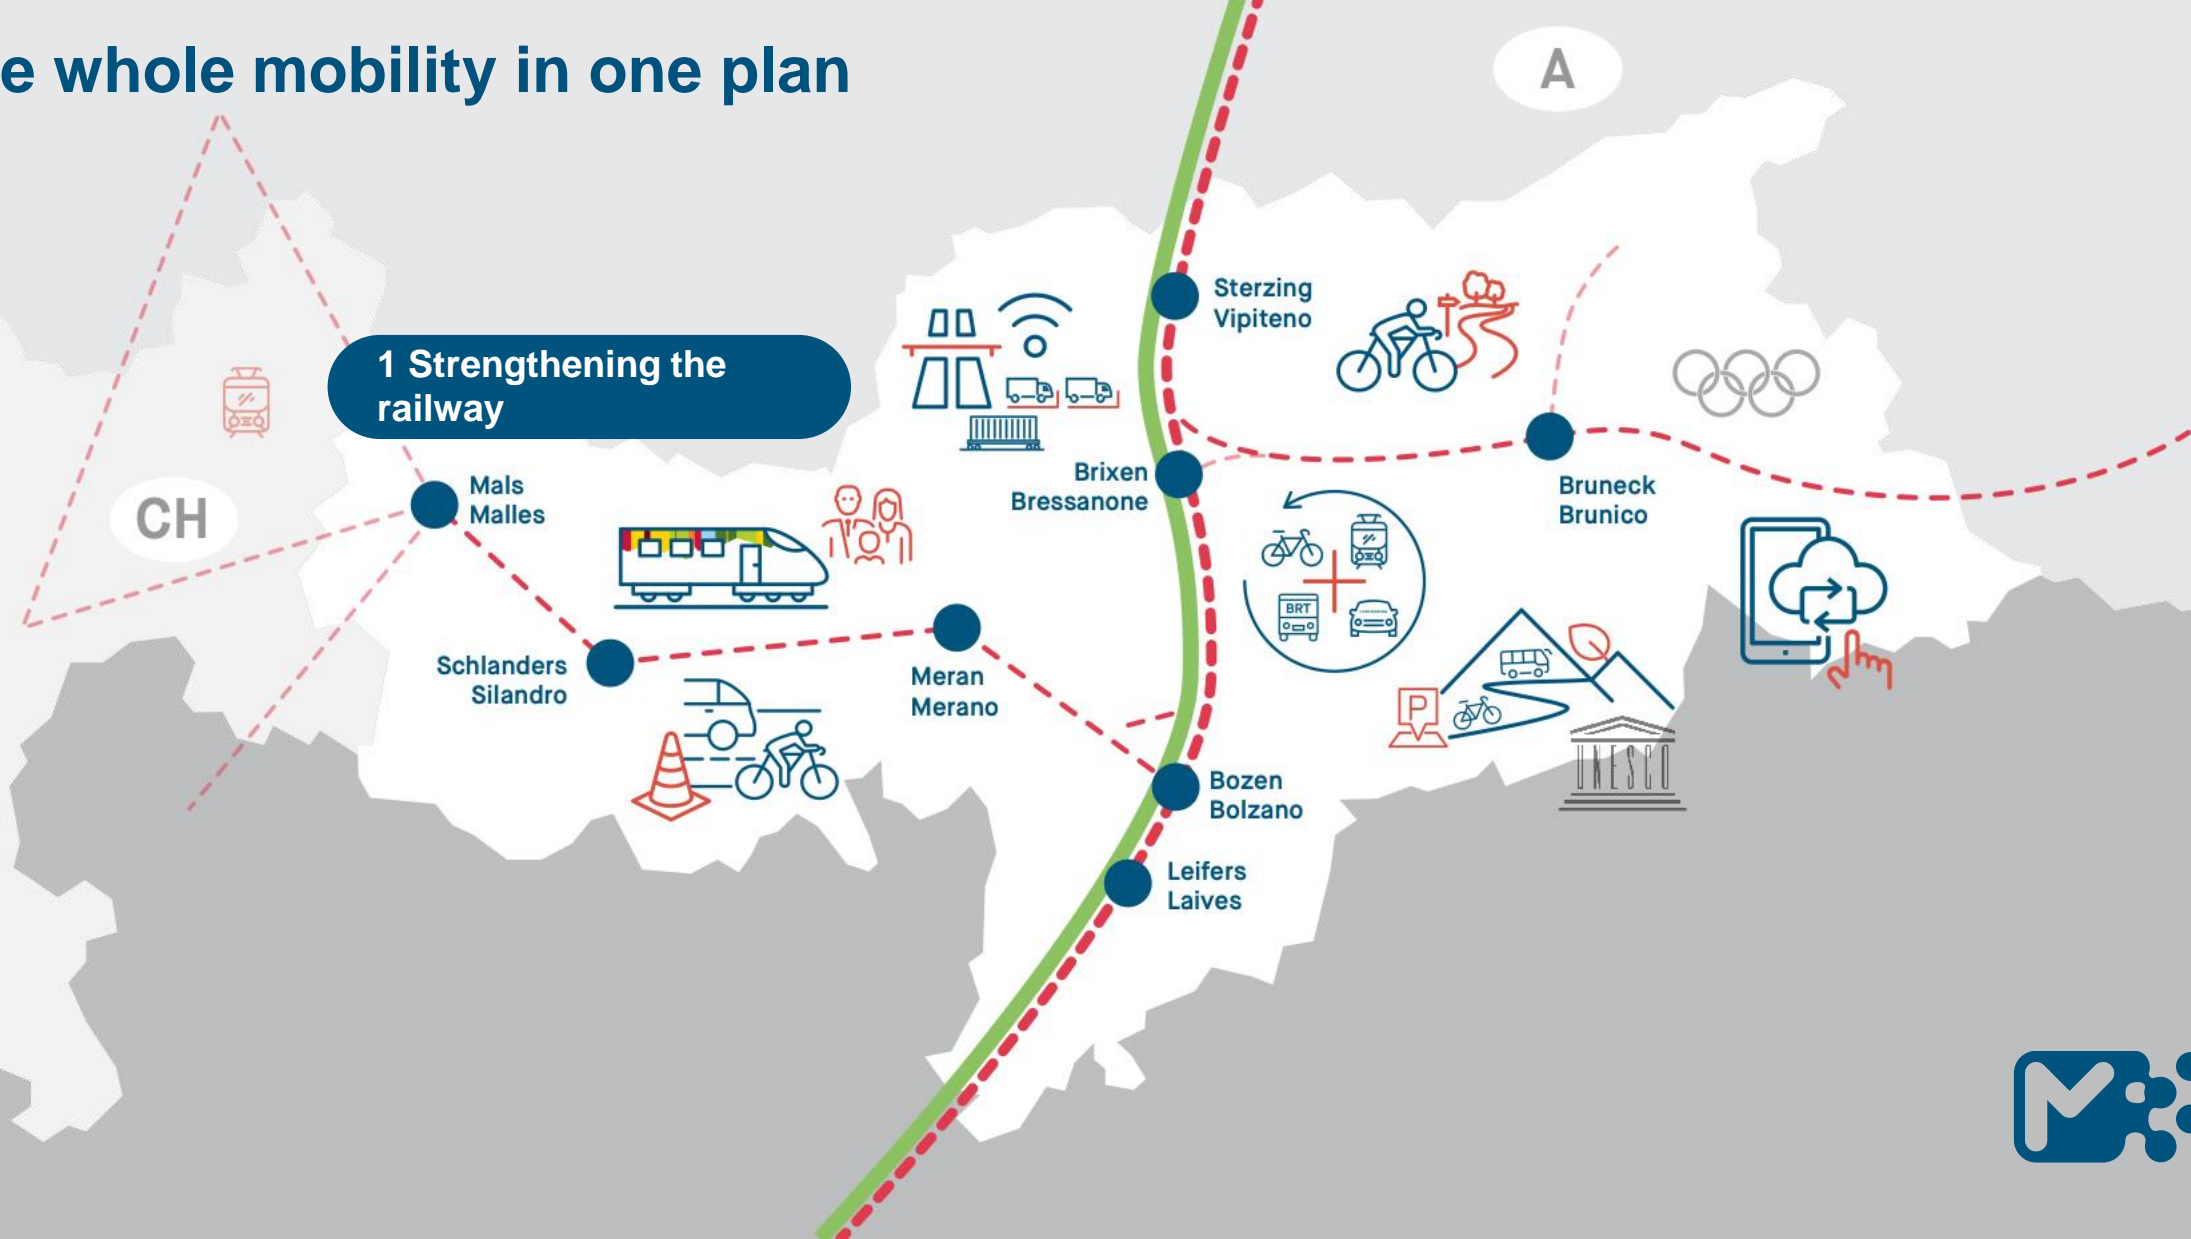 e whole mobility in one plan
A
1 Strengthening the
railway
Sterzing
Vipiteno
Brixen
Bressanone
Bruneck
Brunico
Mals
Malles
CH
BRT
Schlanders
Silandro
Meran
Merano
P
UNESCO
Bozen
Bolzano
Leifers
Laives